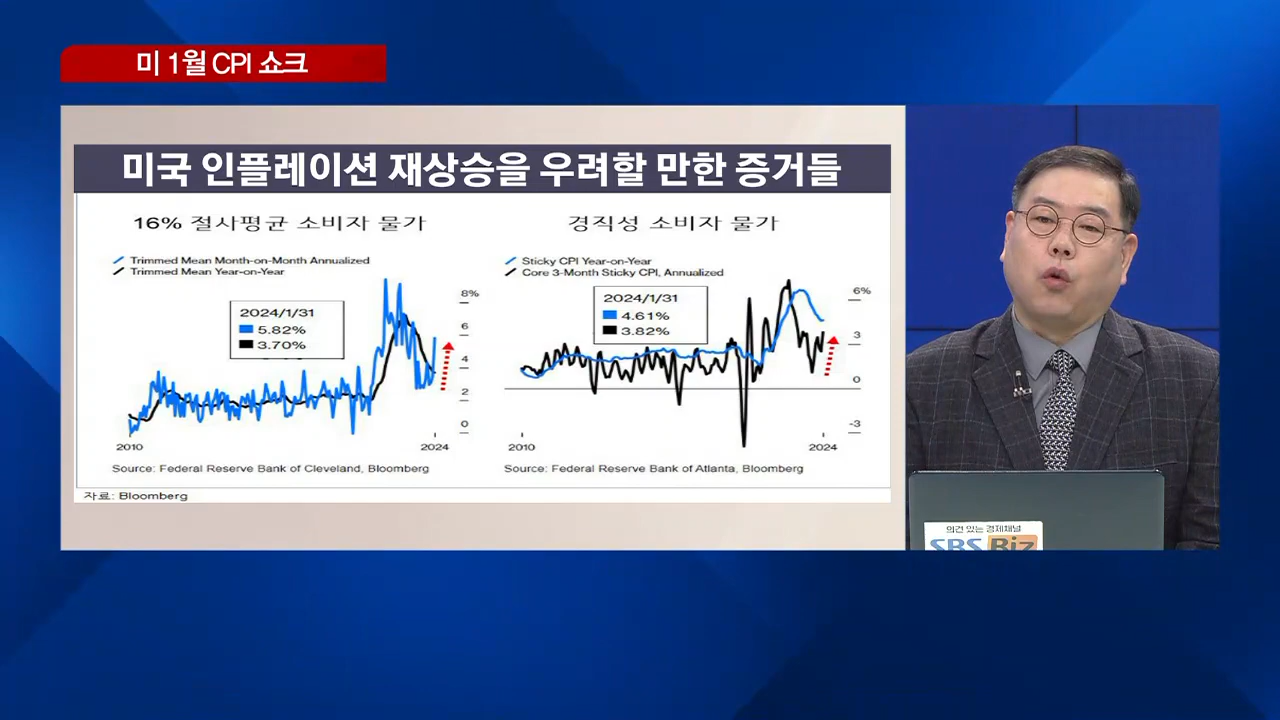 미 1월 CPI 쇼크
미국 인플레이션 재상승을 우려할 만한 증거들
16% 절사평균 소비자 물가
Trimmed Mean Month-on-Month Annualized
Trimmed Mean Year-on-Year
2024/1/31
5.82%
3.70%
8%
6
4
2
0
2010
2024
Source: Federal Reserve Bank of Cleveland, Bloomberg
경직성 소비자 물가
Sticky CPI Year-on-Year
Core 3-Month Sticky CPI, Annualized
2024/1/31
4.61%
3.82%
6%
3
0
-3
2010
2024
Source: Federal Reserve Bank of Atlanta, Bloomberg
자료: Bloomberg
의견 있는 경제채널
SBS Biz